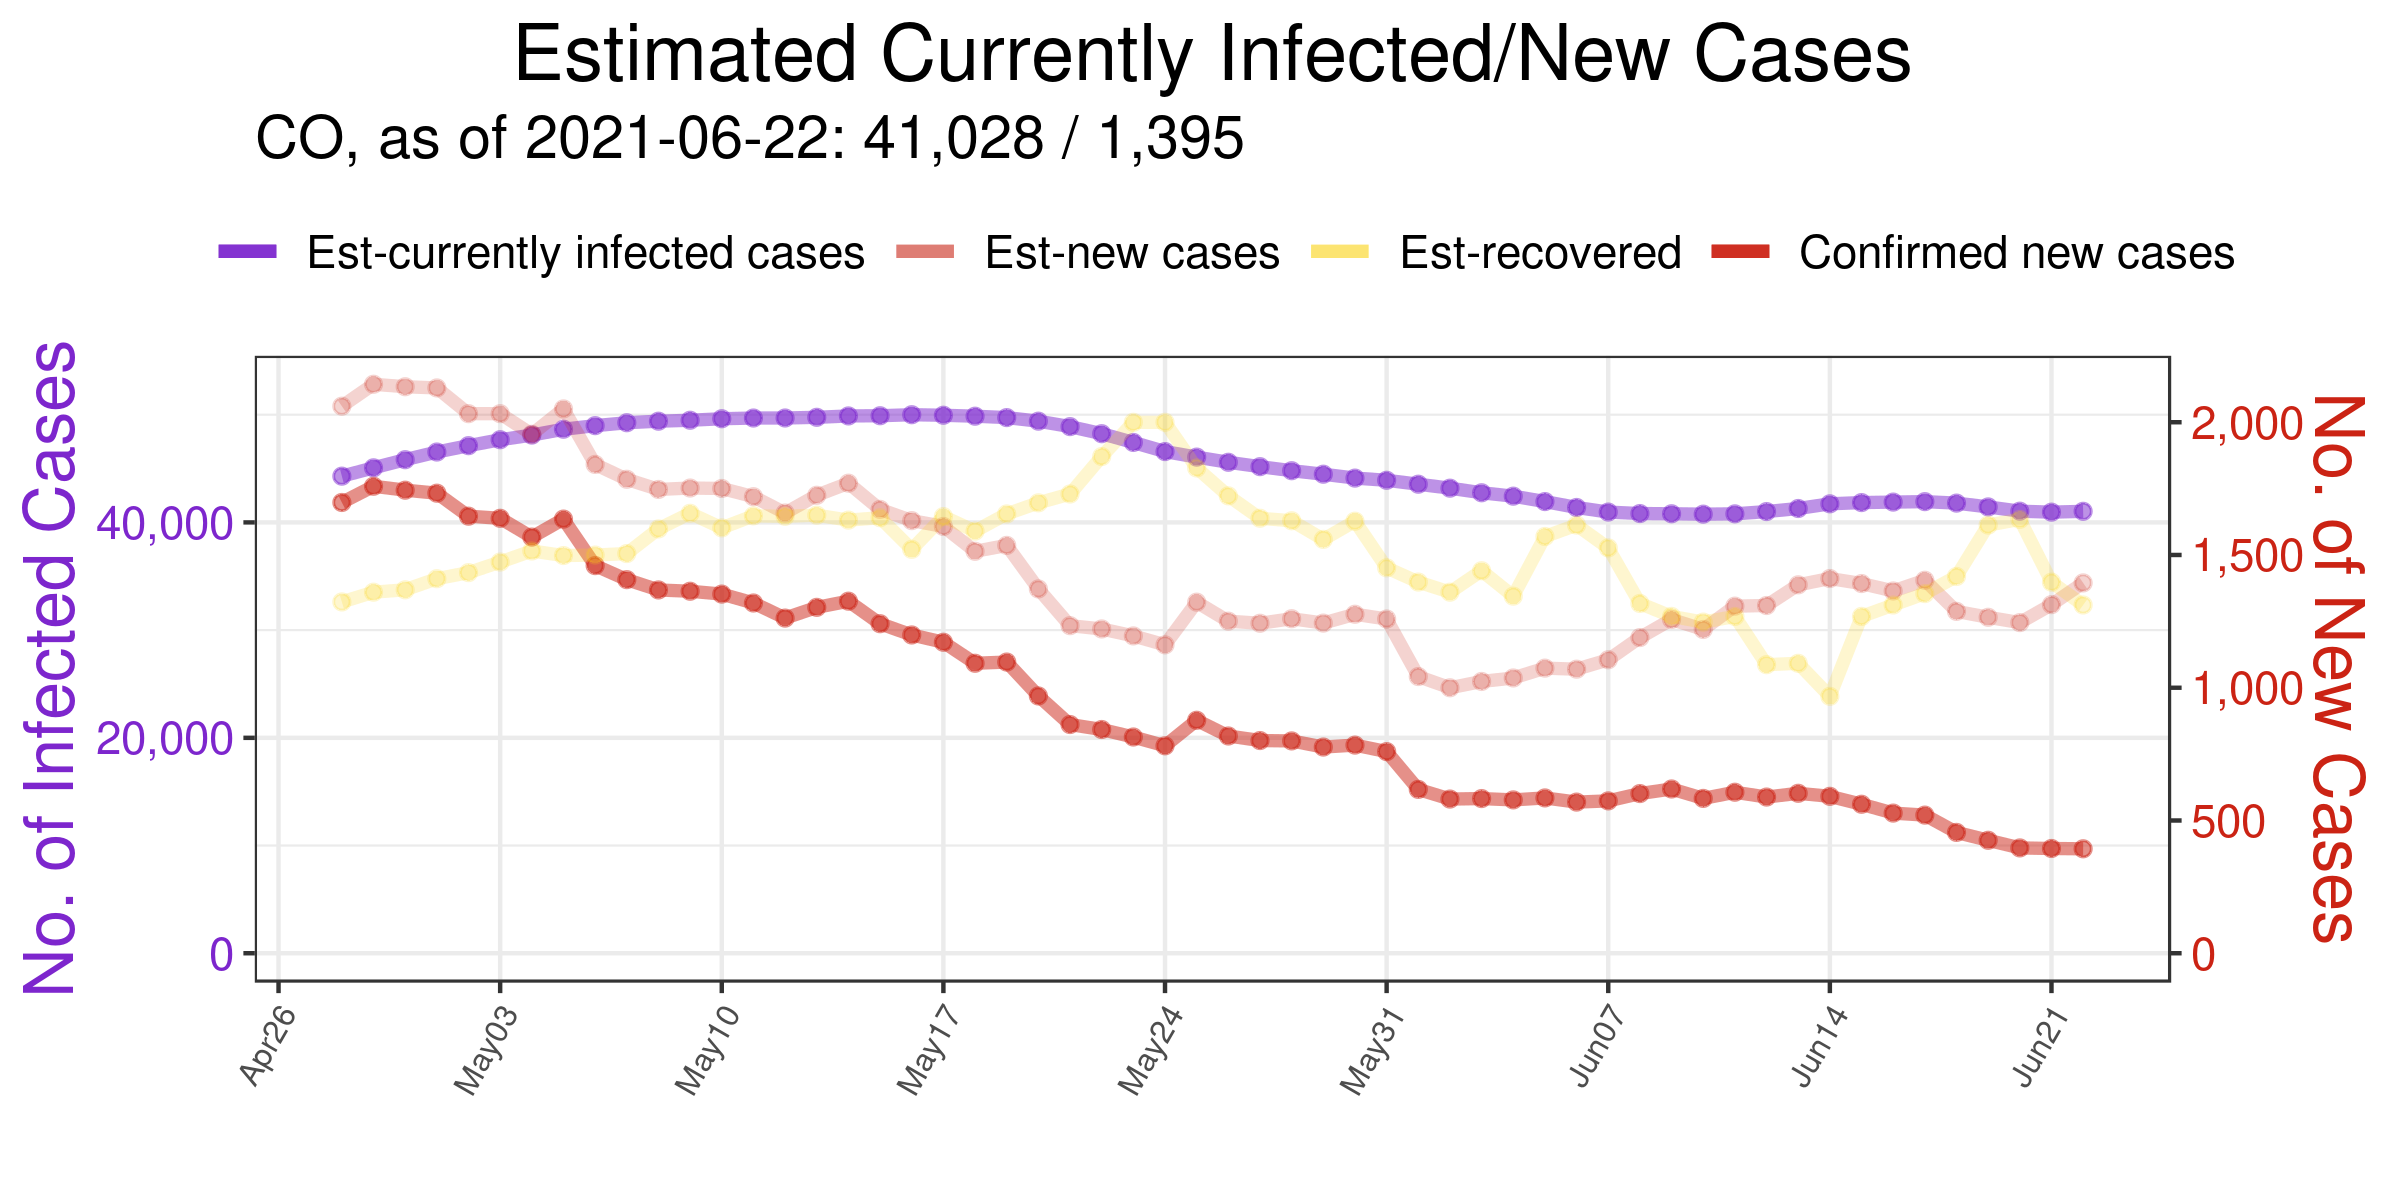 Estimated Currently Infected/New Cases
CO, as of 2021-06-22: 41,028 / 1,395
Est-currently infected cases
Est-new cases
Est-recovered
Confirmed new cases
No. of Infected Cases
40,000
20,000
0
2,000
1,500
1,000
500
0
No. of New Cases
Apr26
May03
May10
May17
May24
May31
Jun07
Jun14
Jun21